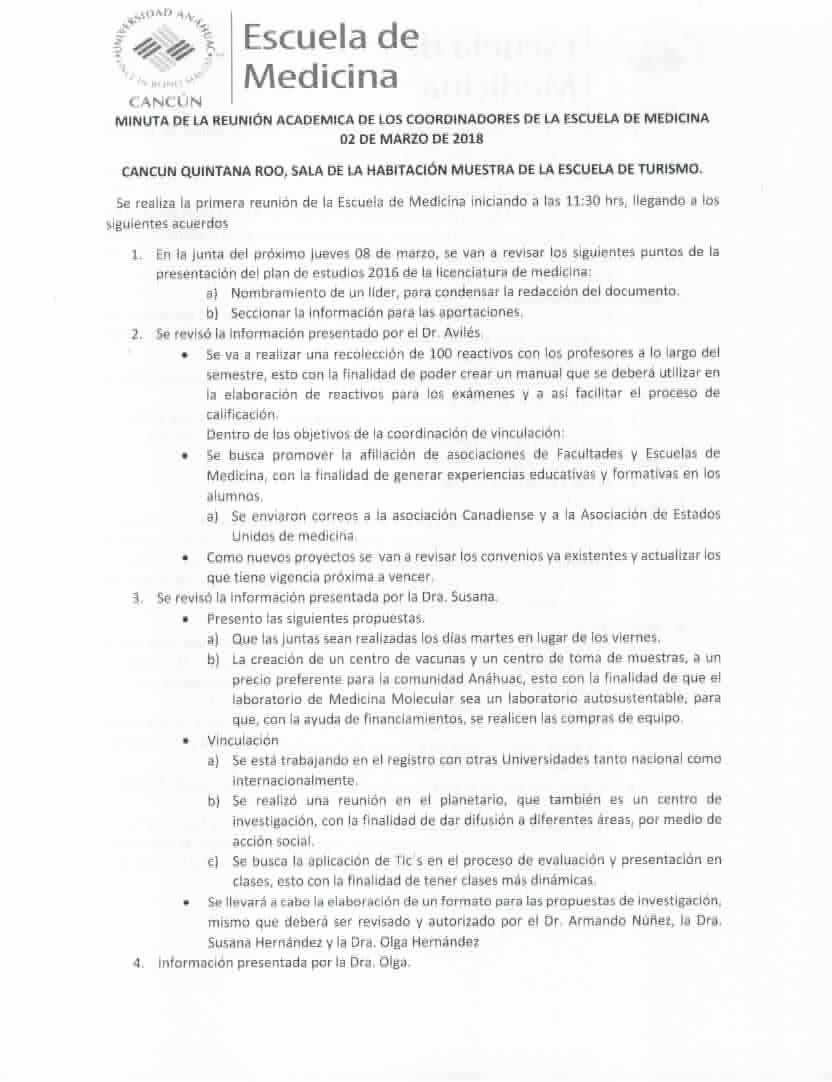 UNIVERSIDAD ANÁHUAC
CANCÚN
Escuela de
Medicina
MINUTA DE LA REUNIÓN ACADEMICA DE LOS COORDINADORES DE LA ESCUELA DE MEDICINA
02 DE MARZO DE 2018
CANCUN QUINTANA ROO, SALA DE LA HABITACIÓN MUESTRA DE LA ESCUELA DE TURISMO.
Se realiza la primera reunión de la Escuela de Medicina iniciando a las 11:30 hrs, llegando a los
siguientes acuerdos
1. En la junta del próximo jueves 08 de marzo, se van a revisar los siguientes puntos de la
presentación del plan de estudios 2016 de la licenciatura de medicina:
a) Nombramiento de un líder, para condensar la redacción del documento.
b) Seccionar la información para las aportaciones.
2. Se revisó la información presentado por el Dr. Avilés.
• Se va a realizar una recolección de 100 reactivos con los profesores a lo largo del
semestre, esto con la finalidad de poder crear un manual que se deberá utilizar en
la elaboración de reactivos para los exámenes y a así facilitar el proceso de
calificación.
Dentro de los objetivos de la coordinación de vinculación:
• Se busca promover la afiliación de asociaciones de Facultades y Escuelas de
Medicina, con la finalidad de generar experiencias educativas y formativas en los
alumnos.
a) Se enviaron correos a la asociación Canadiense y a la Asociación de Estados
Unidos de medicina.
• Como nuevos proyectos se van a revisar los convenios ya existentes y actualizar los
que tiene vigencia próxima a vencer.
3. Se revisó la información presentada por la Dra. Susana.
• Presento las siguientes propuestas.
a) Que las juntas sean realizadas los días martes en lugar de los viernes.
b) La creación de un centro de vacunas y un centro de toma de muestras, a un
precio preferente para la comunidad Anáhuac, esto con la finalidad de que el
laboratorio de Medicina Molecular sea un laboratorio autosustentable, para
que, con la ayuda de financiamientos, se realicen las compras de equipo.
• Vinculación
a) Se está trabajando en el registro con otras Universidades tanto nacional como
internacionalmente.
b) Se realizó una reunión en el planetario, que también es un centro de
investigación, con la finalidad de dar difusión a diferentes áreas, por medio de
acción social.
c) Se busca la aplicación de Tic´s en el proceso de evaluación y presentación en
clases, esto con la finalidad de tener clases más dinámicas.
• Se llevará a cabo la elaboración de un formato para las propuestas de investigación,
mismo que deberá ser revisado y autorizado por el Dr. Armando Núñez, la Dra.
Susana Hernández y la Dra. Olga Hernández
4. Información presentada por la Dra. Olga.